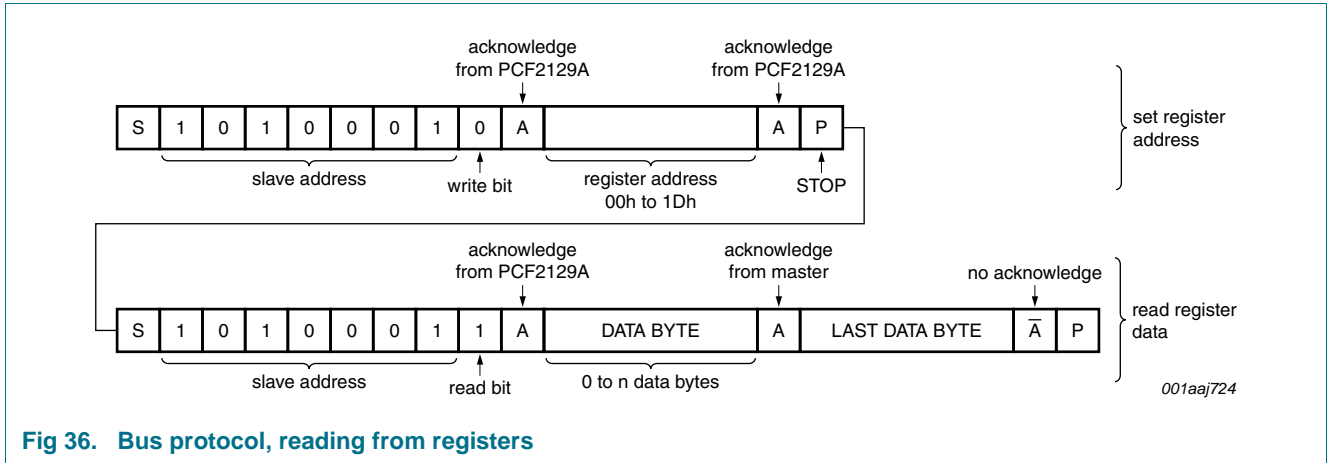 acknowledge
from PCF2129A
acknowledge
from PCF2129A
S 1 0 1 0 0 0 1 0 A A P
set register
address
slave address
write bit
register address
00h to 1Dh
STOP
acknowledge
from PCF2129A
acknowledge
from master
no acknowledge
S 1 0 1 0 0 0 1 1 A DATA BYTE A LAST DATA BYTE A̅ P
read register
data
slave address
read bit
0 to n data bytes
001aaj724
Fig 36. Bus protocol, reading from registers